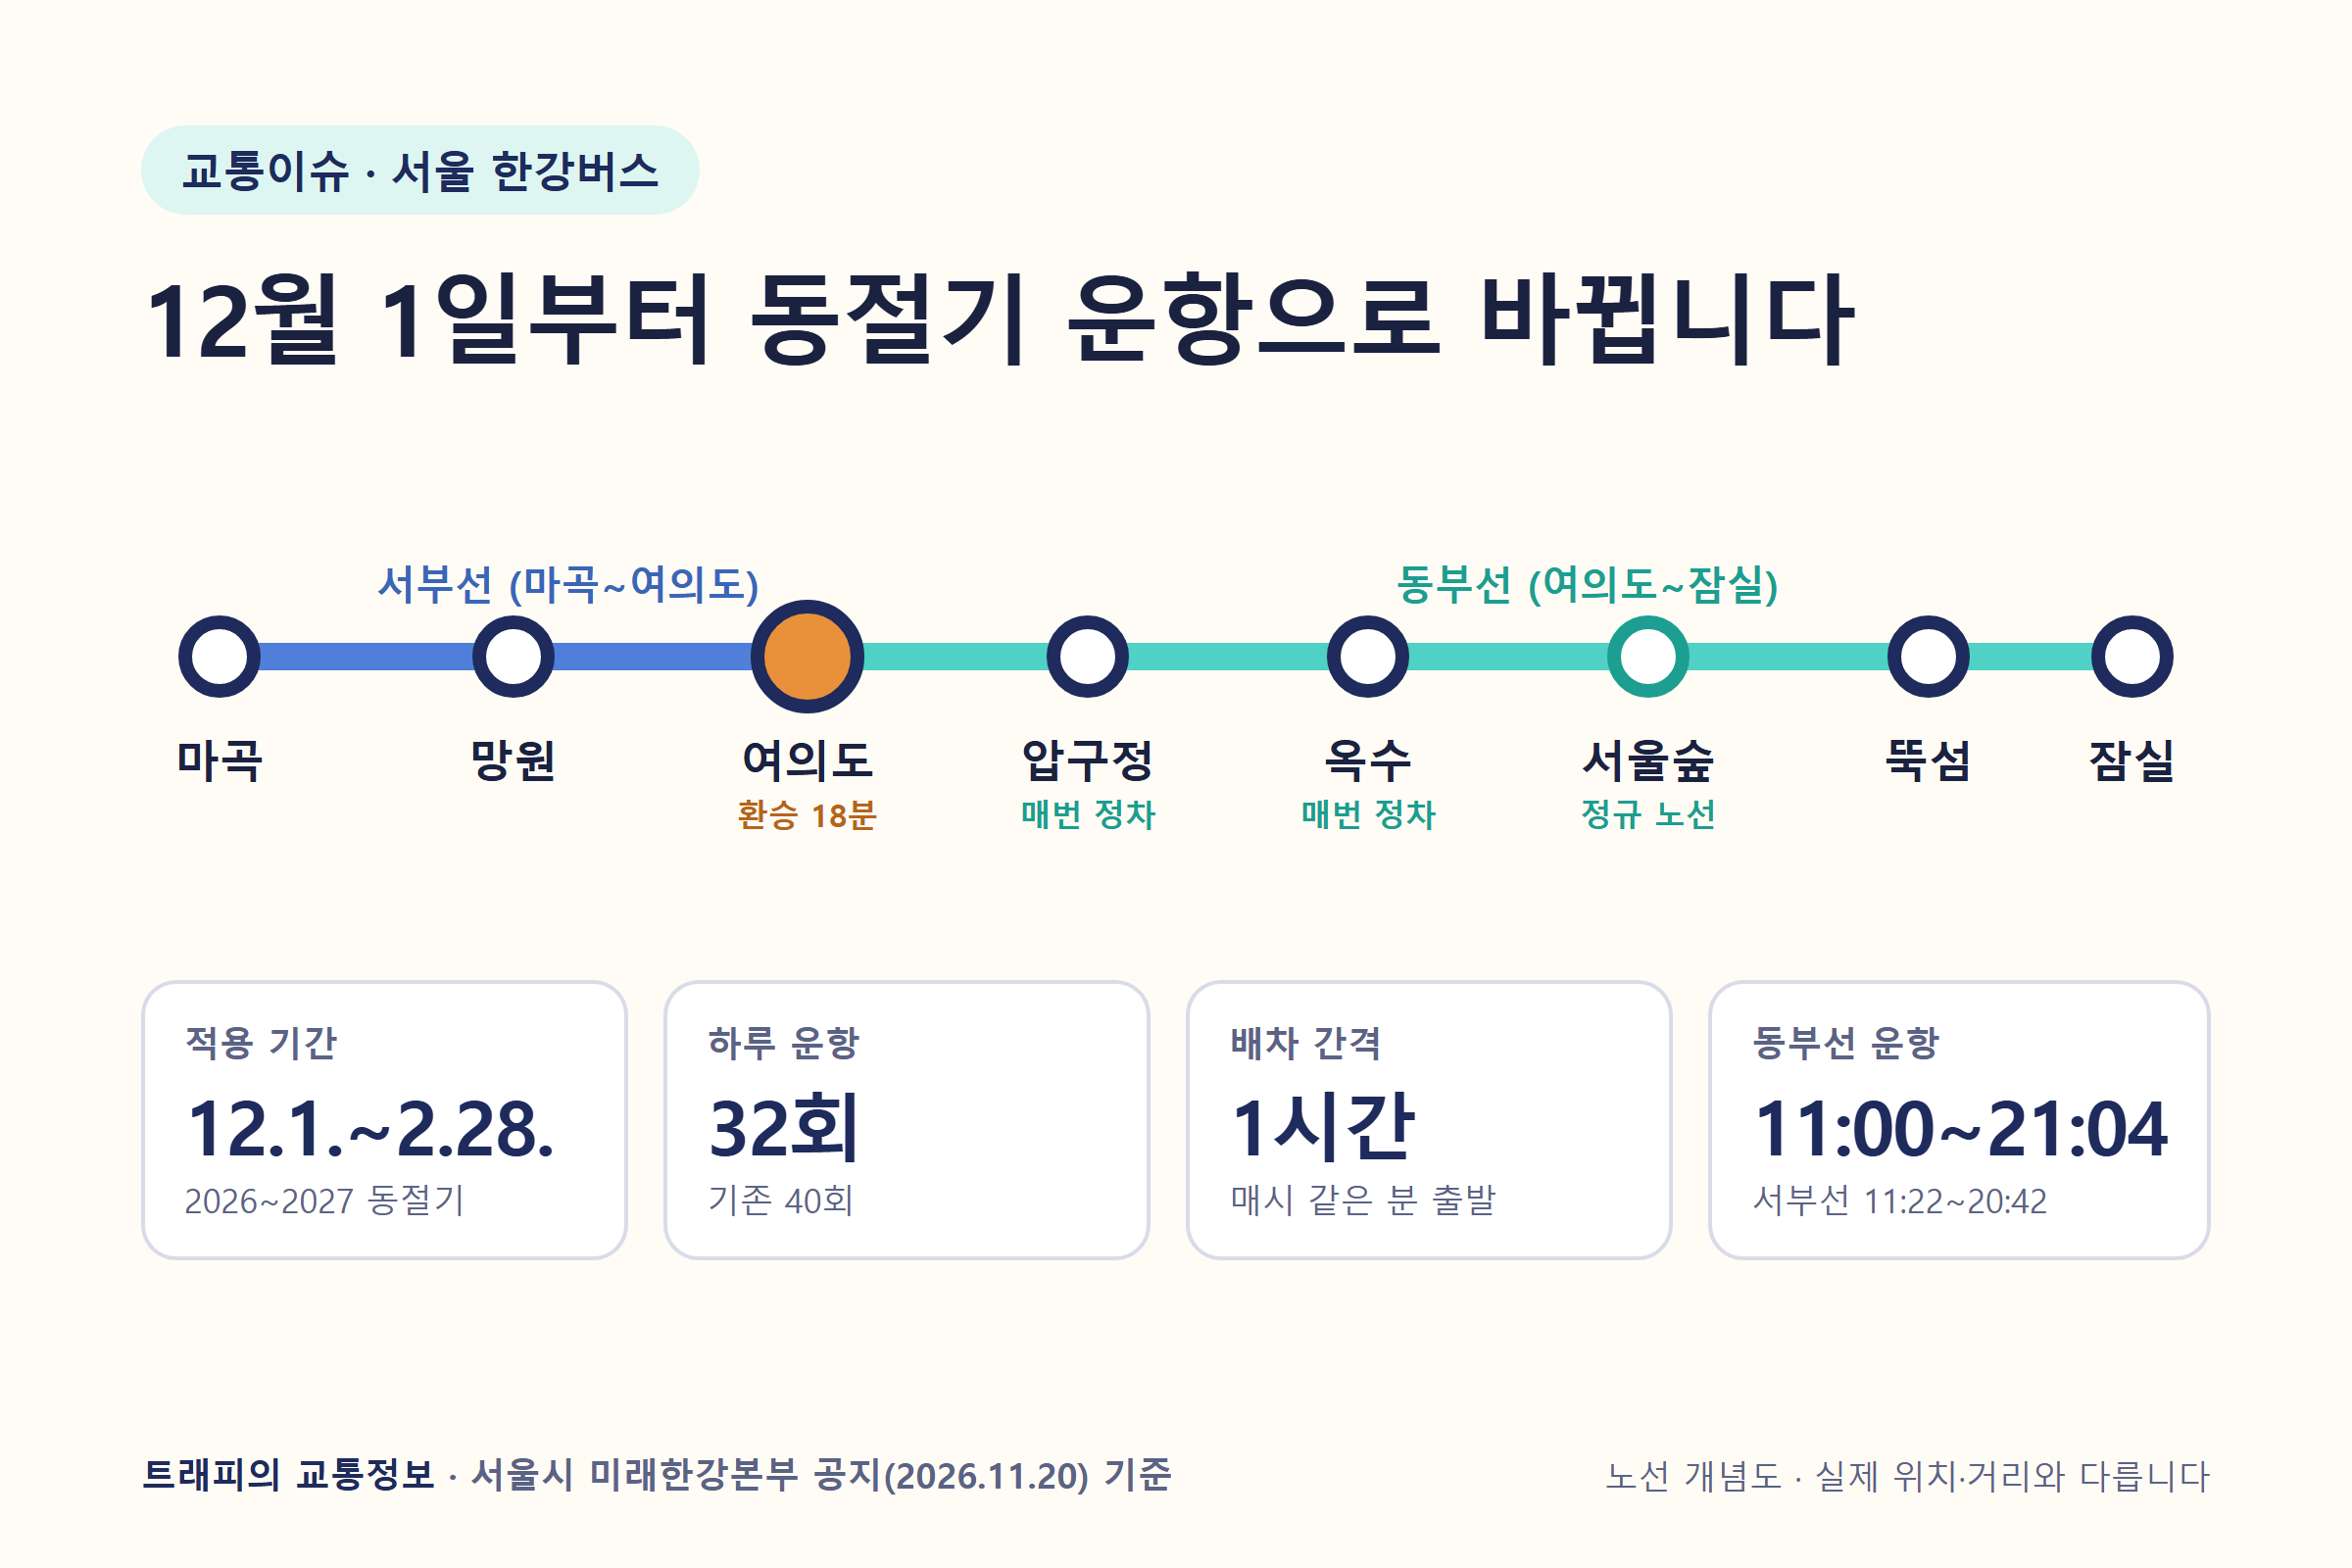 교통이슈 · 서울 한강버스
12월 1일부터 동절기 운항으로 바뀝니다
서부선 (마곡~여의도)
동부선 (여의도~잠실)
마곡
망원
여의도
압구정
옥수
서울숲
뚝섬
잠실
환승 18분
매번 정차
매번 정차
정규 노선
적용 기간
12.1.~2.28.
2026~2027 동절기
하루 운항
32회
기존 40회
배차 간격
1시간
매시 같은 분 출발
동부선 운항
11:00~21:04
서부선 11:22~20:42
트래피의 교통정보 · 서울시 미래한강본부 공지(2026.11.20) 기준
노선 개념도 · 실제 위치·거리와 다릅니다